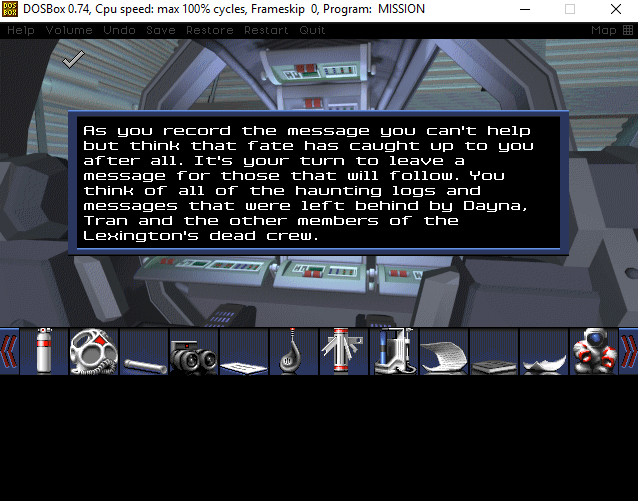 DOS
BOX
DOSBox 0.74, Cpu speed: max 100% cycles, Frameskip  0, Program:  MISSION
Help Volume Undo Save Restore Restart Quit Map
As you record the message you can't help
but think that fate has caught up to you
after all. It's your turn to leave a
message for those that will follow. You
think of all of the haunting logs and
messages that were left behind by Dayna,
Tran and the other members of the
Lexington's dead crew.